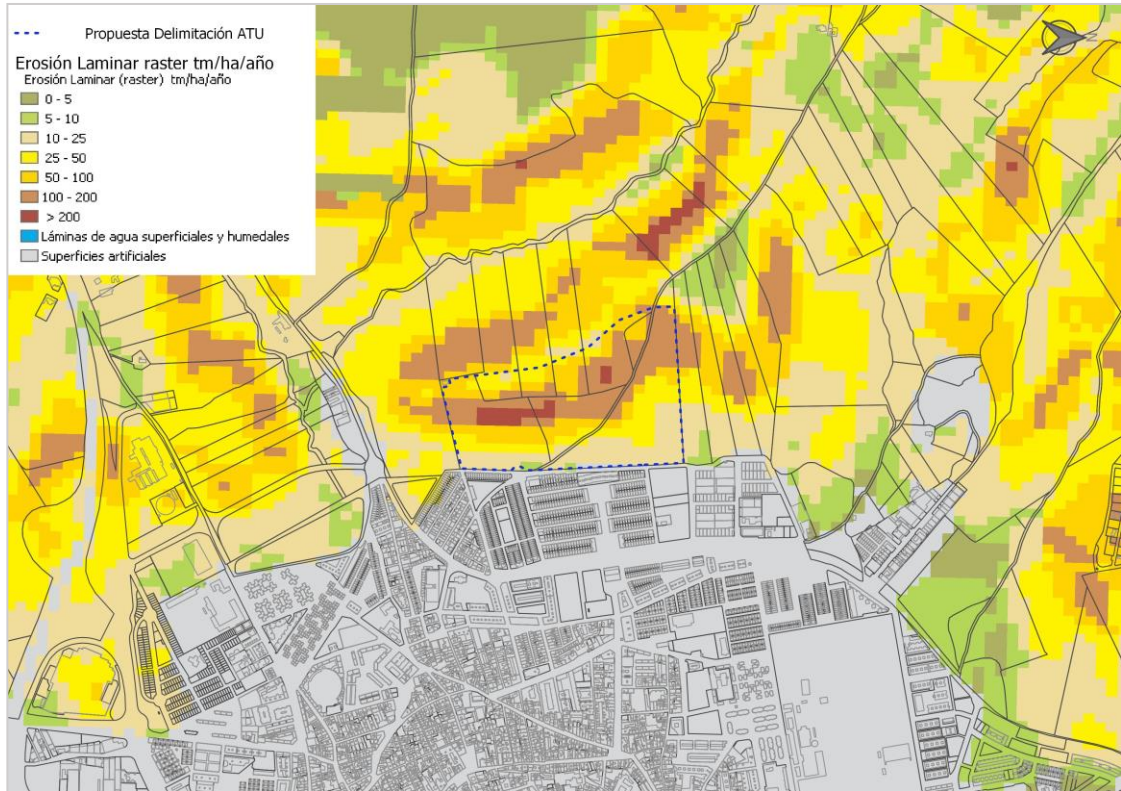 Propuesta Delimitación ATU
Erosión Laminar raster tm/ha/año
Erosión Laminar (raster) tm/ha/año
0 - 5
5 - 10
10 - 25
25 - 50
50 - 100
100 - 200
> 200
Láminas de agua superficiales y humedales
Superficies artificiales
N